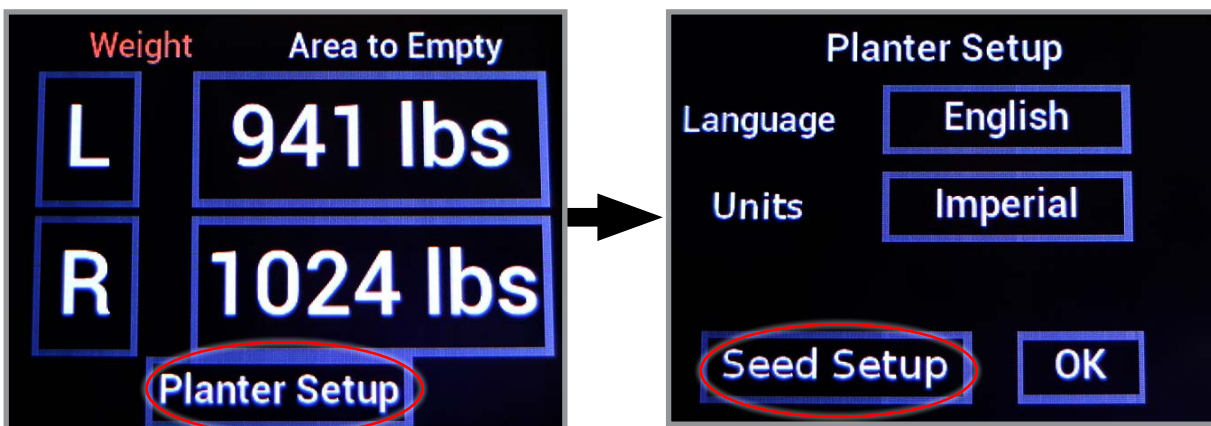 Weight Area to Empty
L 941 lbs
R 1024 lbs
Planter Setup
Planter Setup
Language English
Units Imperial
Seed Setup OK